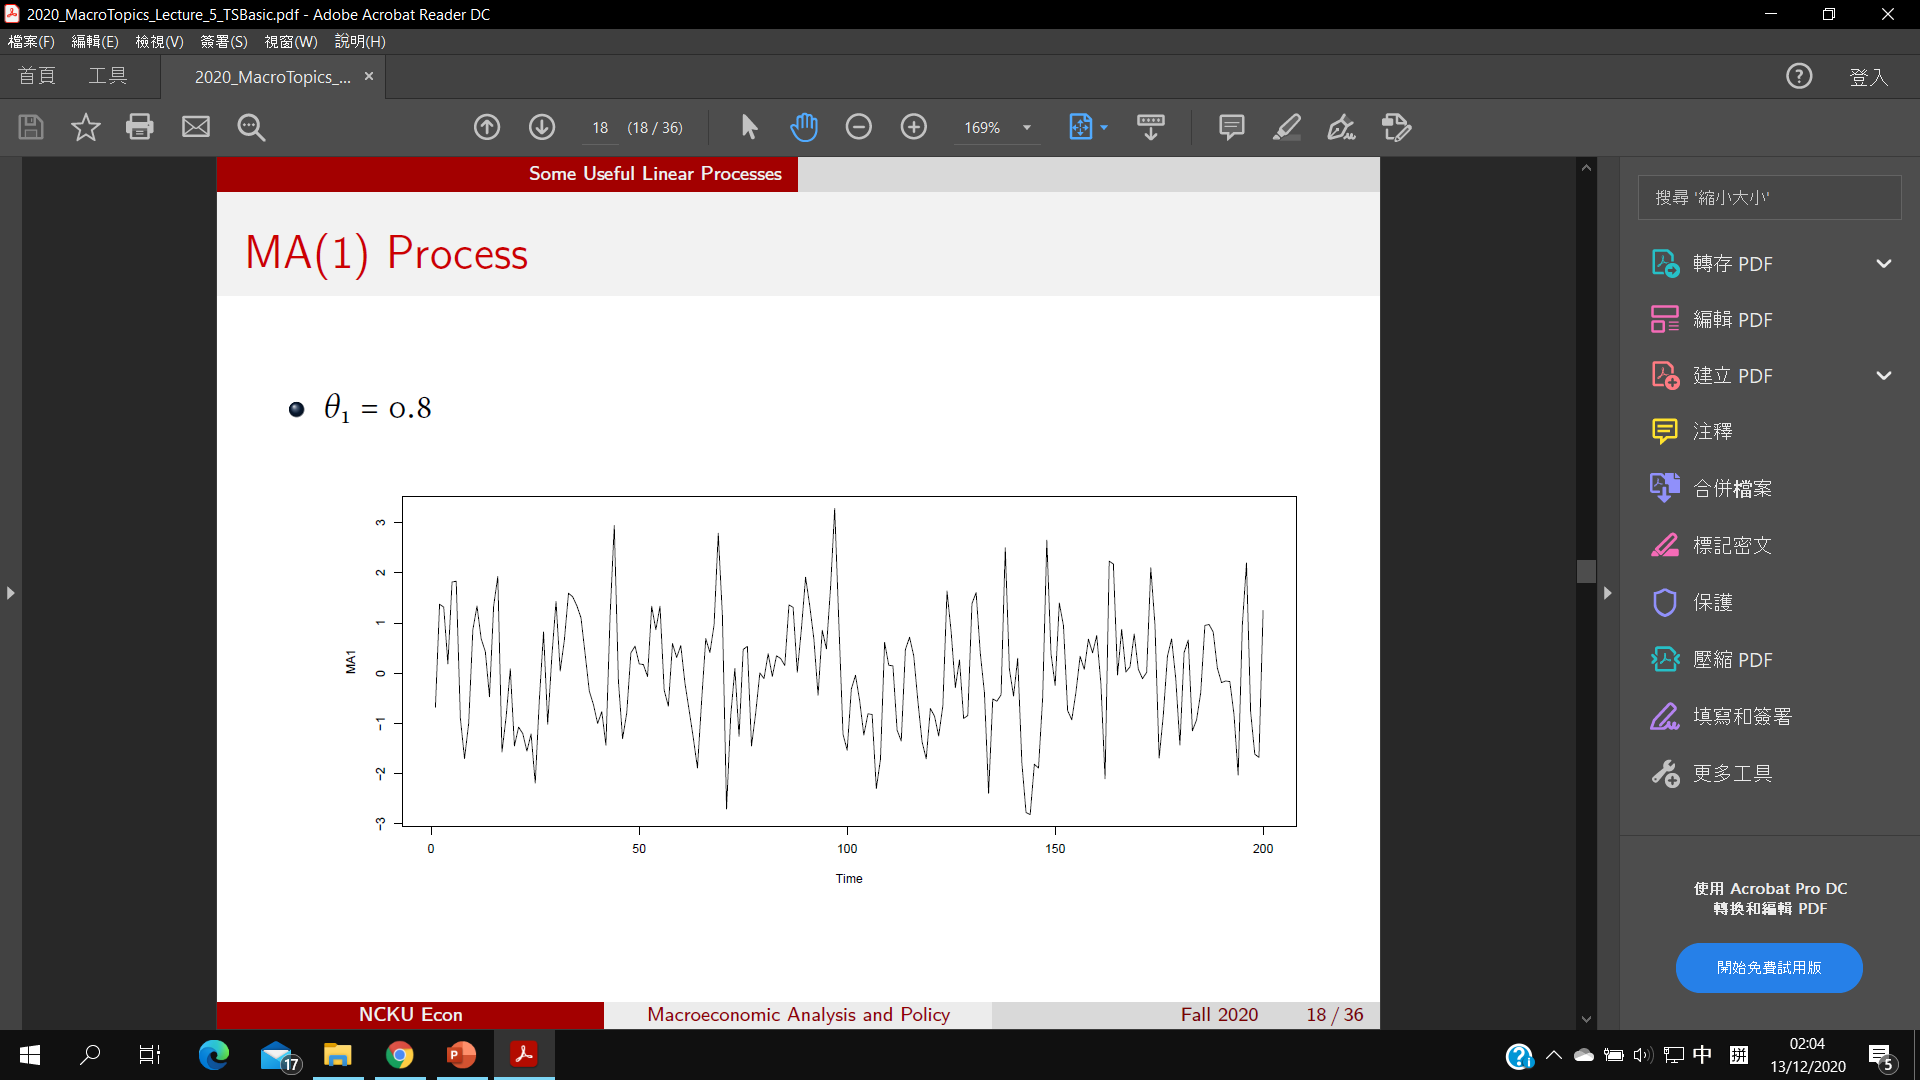 2020_MacroTopics_Lecture_5_TSBasic.pdf - Adobe Acrobat Reader DC
檔案(F) 編輯(E) 檢視(V) 簽署(S) 視窗(W) 說明(H)
首頁 工具 2020_MacroTopics_... × ? 登入
18 (18 / 36) 169%
Some Useful Linear Processes
MA(1) Process
θ₁ = 0.8
MA1
3
2
1
0
−1
−2
−3
0 50 100 150 200
Time
NCKU Econ Macroeconomic Analysis and Policy Fall 2020 18 / 36
搜尋 '縮小大小'
轉存 PDF
編輯 PDF
建立 PDF
注釋
合併檔案
標記密文
保護
壓縮 PDF
填寫和簽署
更多工具
使用 Acrobat Pro DC
轉換和編輯 PDF
開始免費試用版
17 中 拼 02:04
13/12/2020 5